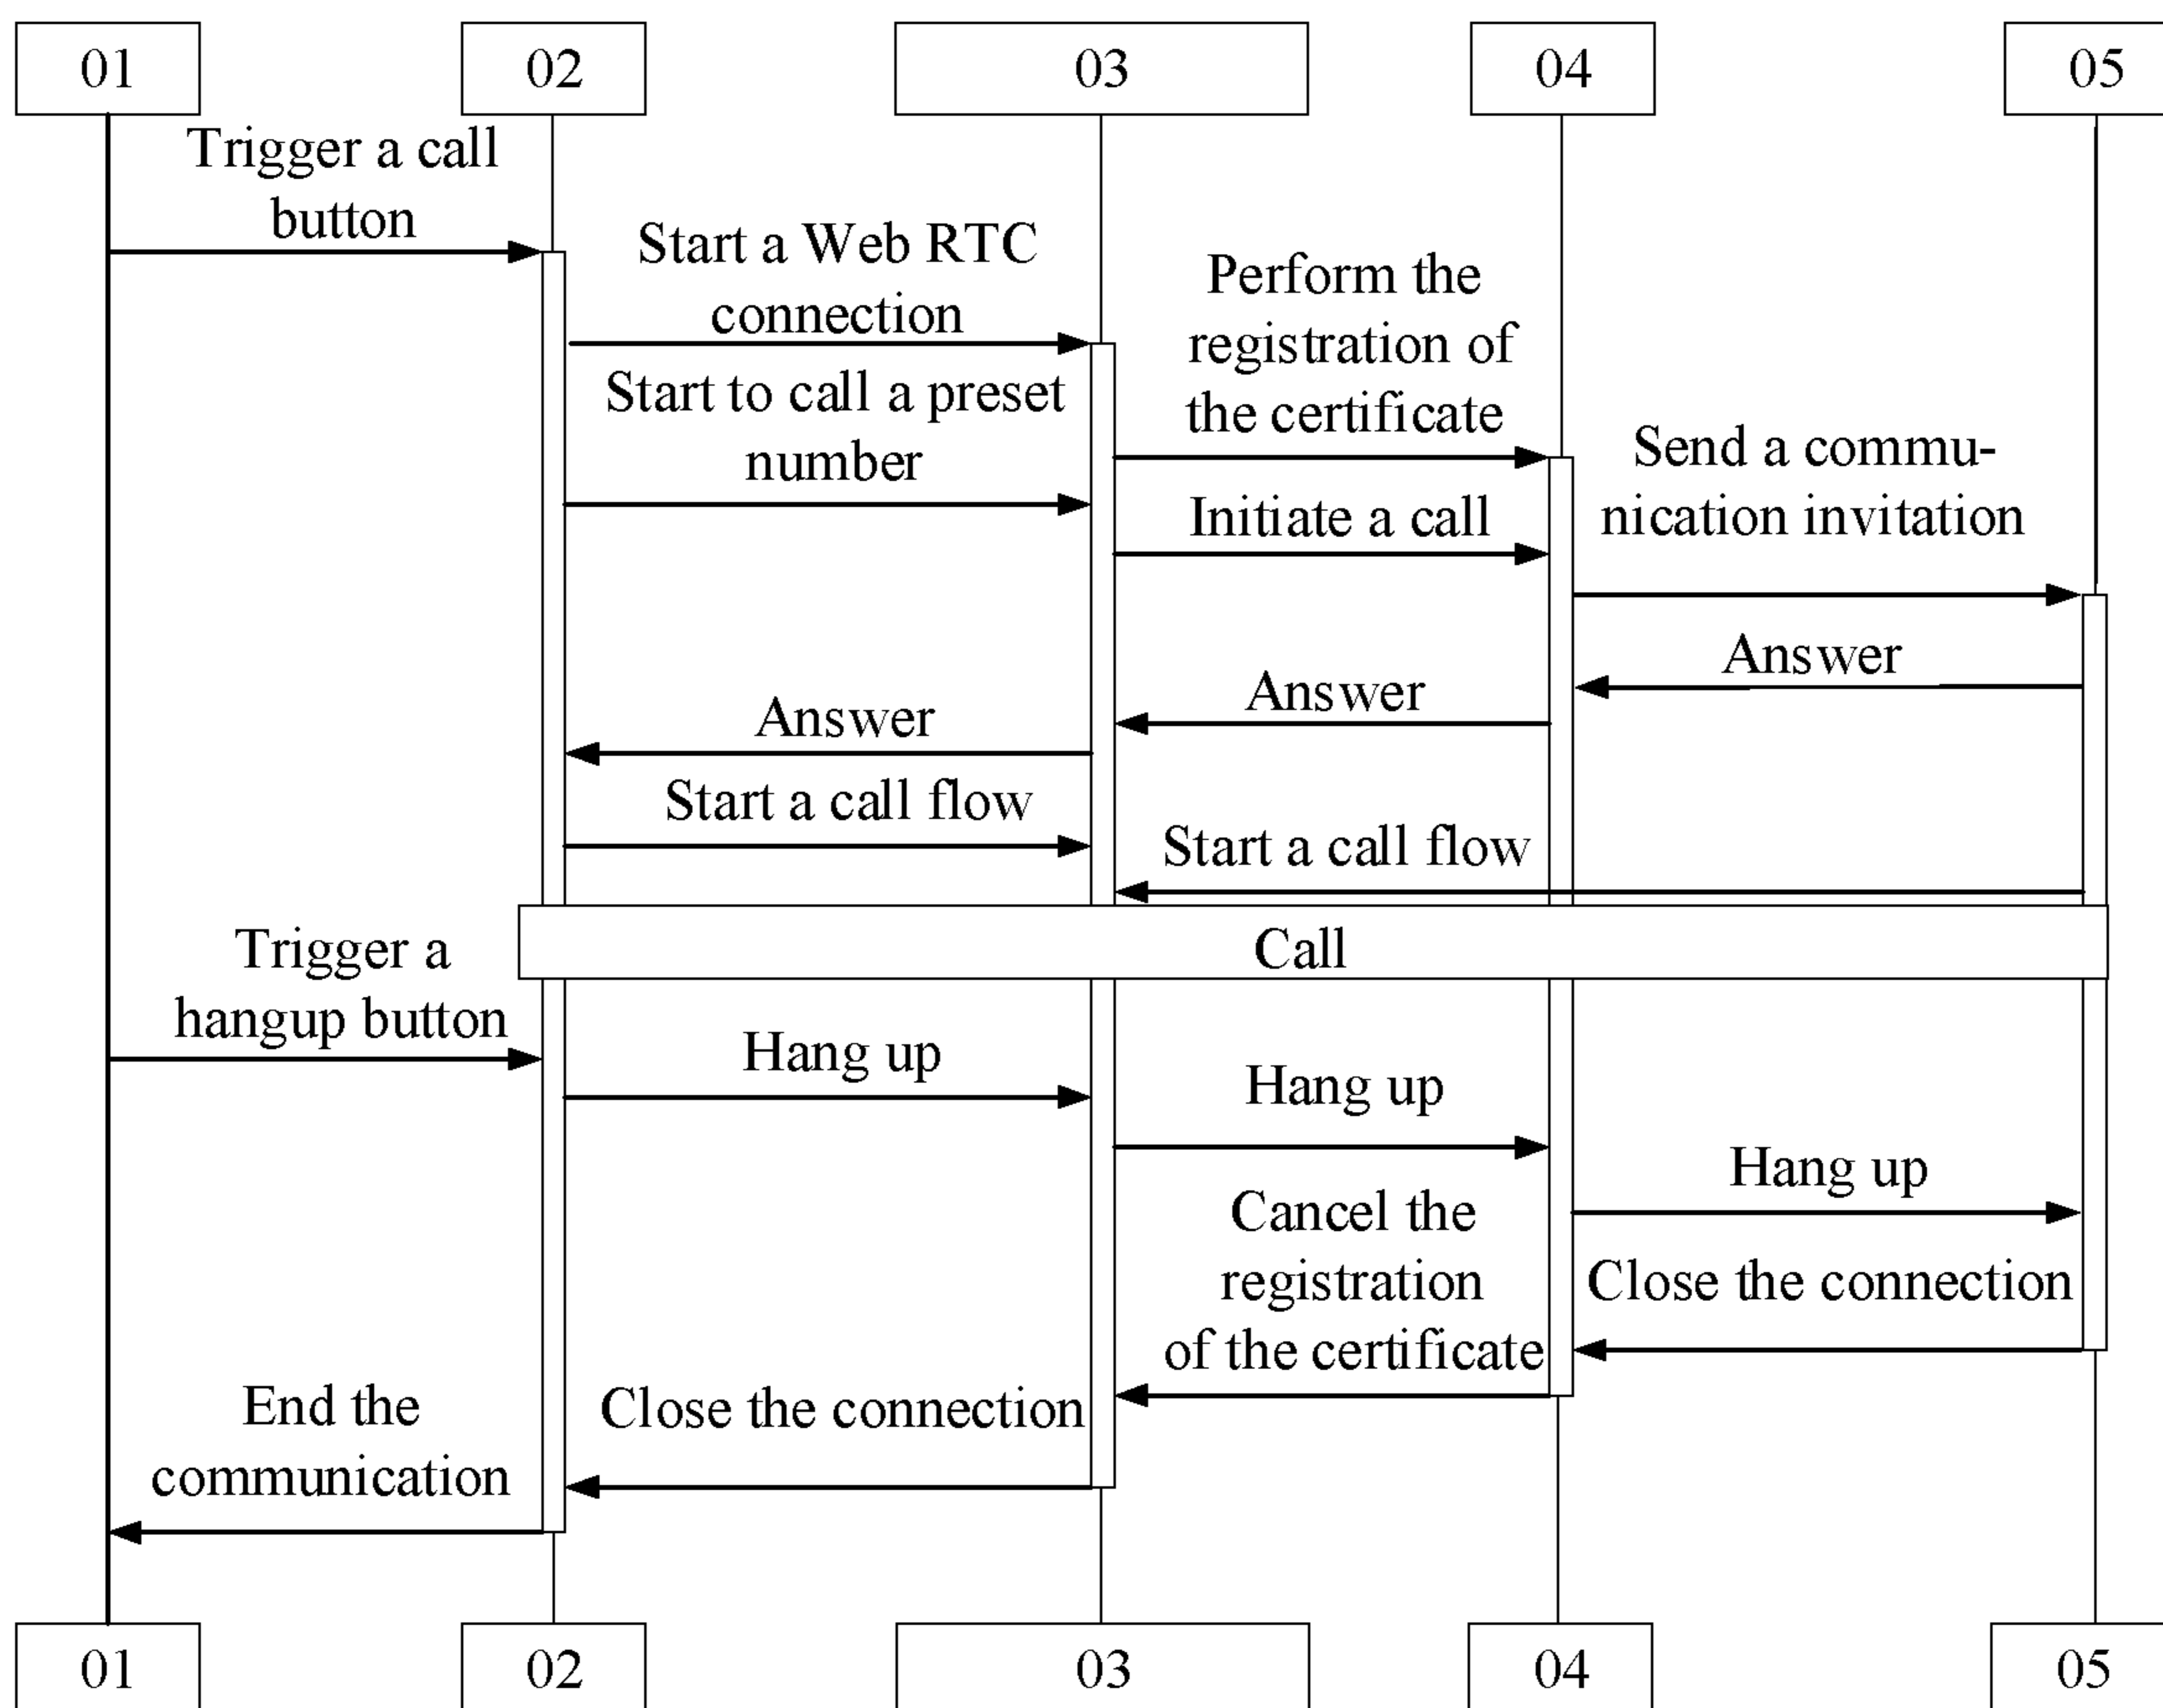 01
02
03
04
05
Trigger a call
button
Start a Web RTC
connection
Perform the
registration of
the certificate
Start to call a preset
number
Send a commu-
nication invitation
Initiate a call
Answer
Answer
Answer
Start a call flow
Start a call flow
Call
Trigger a
hangup button
Hang up
Hang up
Hang up
Cancel the
registration
of the certificate
Close the connection
Close the connection
End the
communication
01
02
03
04
05